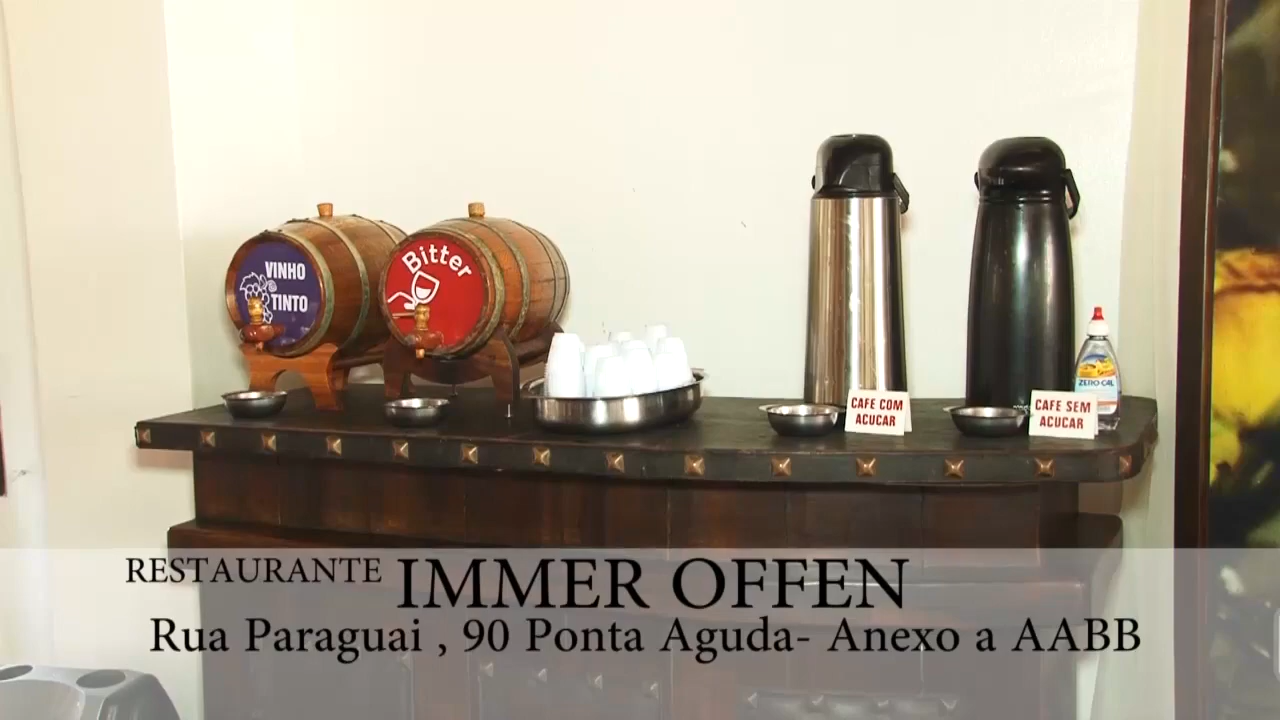 VINHO
TINTO
Bitter
ZERO-CAL
CAFE COM
ACUCAR
CAFE SEM
ACUCAR
RESTAURANTE IMMER OFFEN
Rua Paraguai , 90 Ponta Aguda- Anexo a AABB